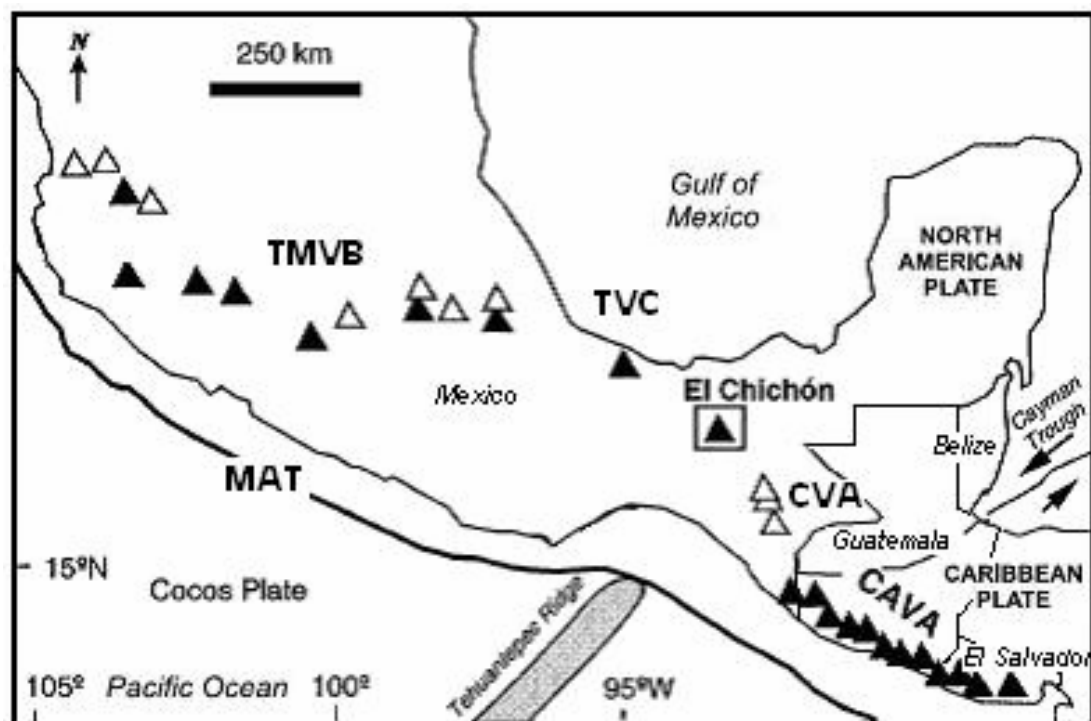 N
250 km
Gulf of
Mexico
NORTH
AMERICAN
PLATE
TMVB
TVC
Mexico
El Chichón
Cayman
Trough
Belize
MAT
CVA
Guatemala
15ºN
Cocos Plate
CAVA
CARIBBEAN
PLATE
Tehuantepec Ridge
El Salvador
105º
Pacific Ocean
100º
95ºW